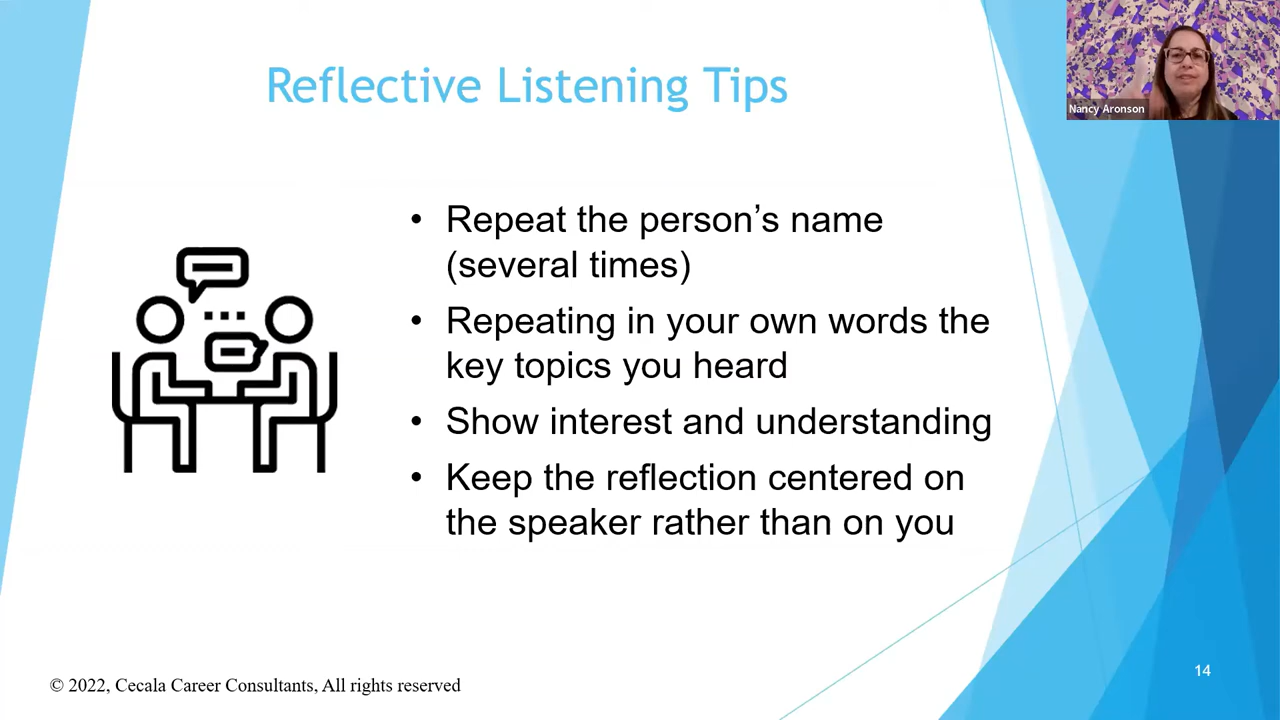 Reflective Listening Tips
Nancy Aronson
• Repeat the person’s name
(several times)
• Repeating in your own words the
key topics you heard
• Show interest and understanding
• Keep the reflection centered on
the speaker rather than on you
14
© 2022, Cecala Career Consultants, All rights reserved